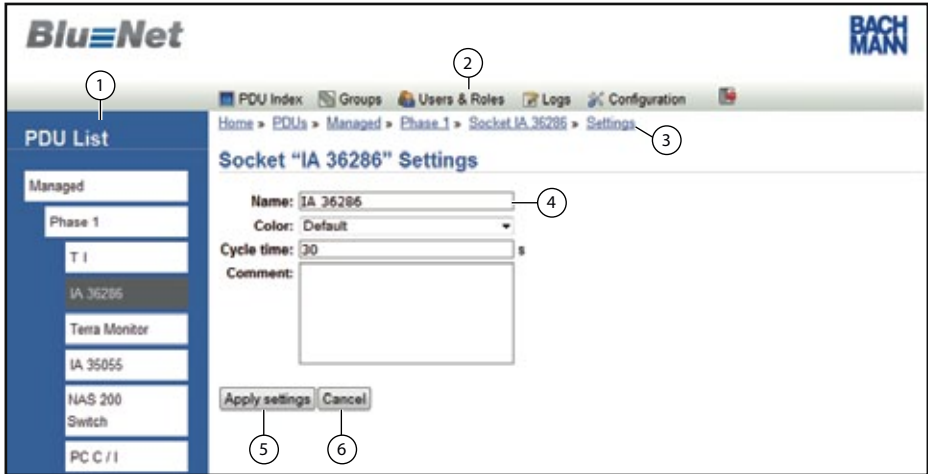 Blu≡Net
BACH
MANN
1
2
PDU Index Groups Users & Roles Logs Configuration
PDU List
Home » PDUs » Managed » Phase 1 » Socket IA 36286 » Settings
3
Socket "IA 36286" Settings
Managed
Phase 1
T I
IA 36286
Terra Monitor
IA 35055
NAS 200
Switch
PC C / I
Name: IA 36286
4
Color: Default
Cycle time: 30 s
Comment:
Apply settings Cancel
5
6